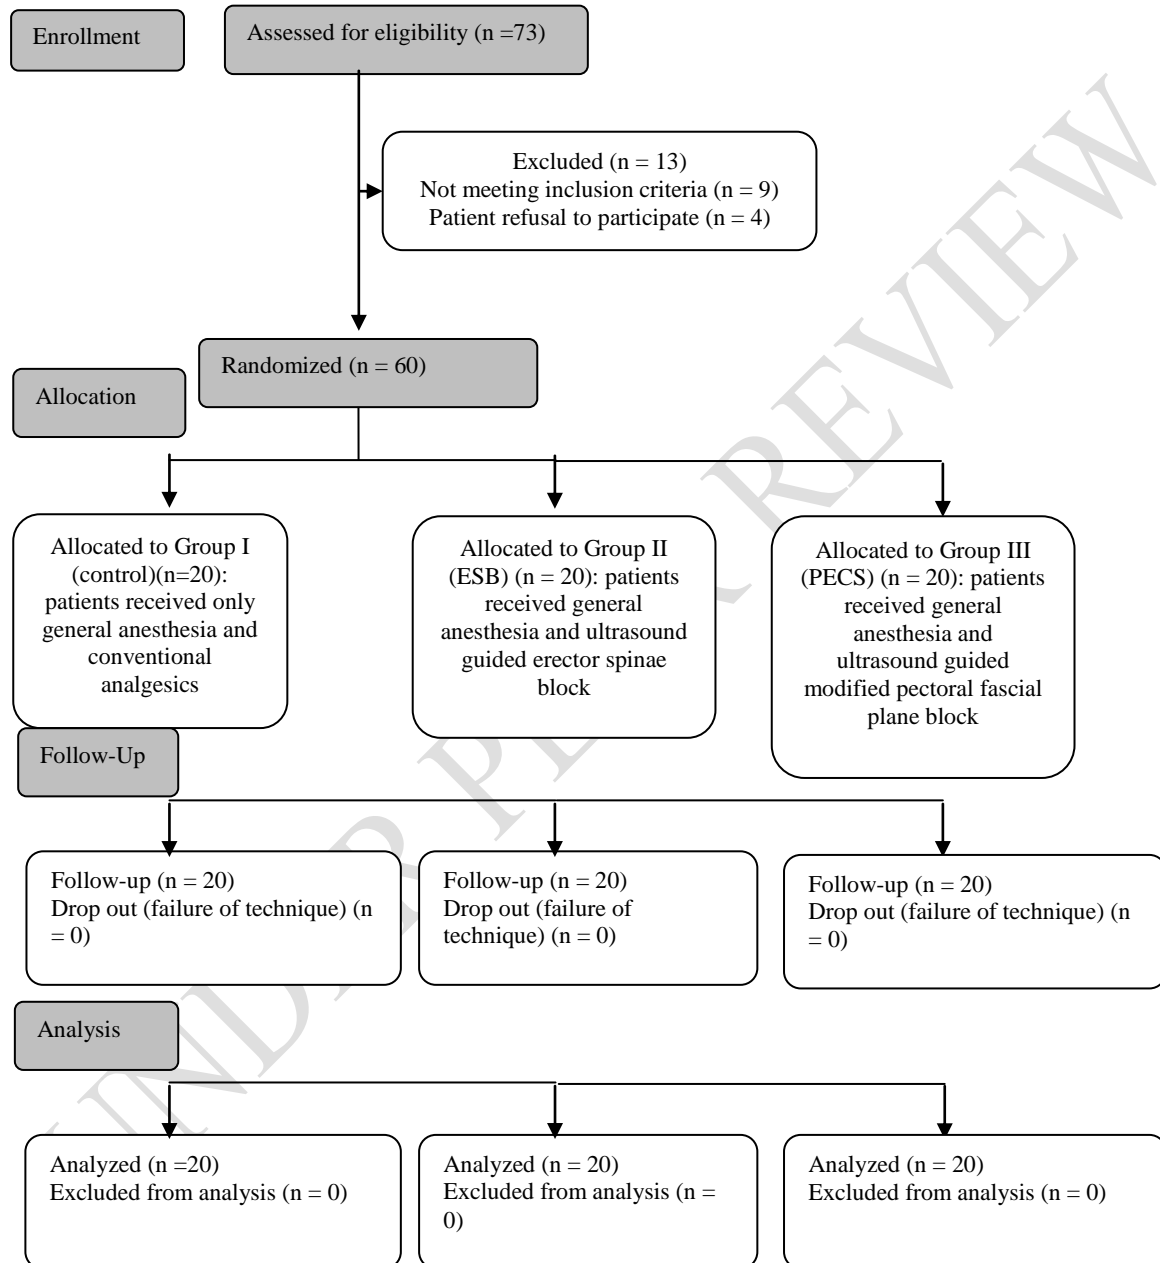 Enrollment
Assessed for eligibility (n =73)
Excluded (n = 13)
Not meeting inclusion criteria (n = 9)
Patient refusal to participate (n = 4)
Randomized (n = 60)
Allocation
Allocated to Group I
(control)(n=20):
patients received only
general anesthesia and
conventional
analgesics
Allocated to Group II
(ESB) (n = 20): patients
received general
anesthesia and ultrasound
guided erector spinae
block
Allocated to Group III
(PECS) (n = 20): patients
received general
anesthesia and
ultrasound guided
modified pectoral fascial
plane block
Follow-Up
Follow-up (n = 20)
Drop out (failure of technique) (n
= 0)
Follow-up (n = 20)
Drop out (failure of
technique) (n = 0)
Follow-up (n = 20)
Drop out (failure of technique) (n
= 0)
Analysis
Analyzed (n =20)
Excluded from analysis (n = 0)
Analyzed (n = 20)
Excluded from analysis (n =
0)
Analyzed (n = 20)
Excluded from analysis (n = 0)
UNDER PEER REVIEW